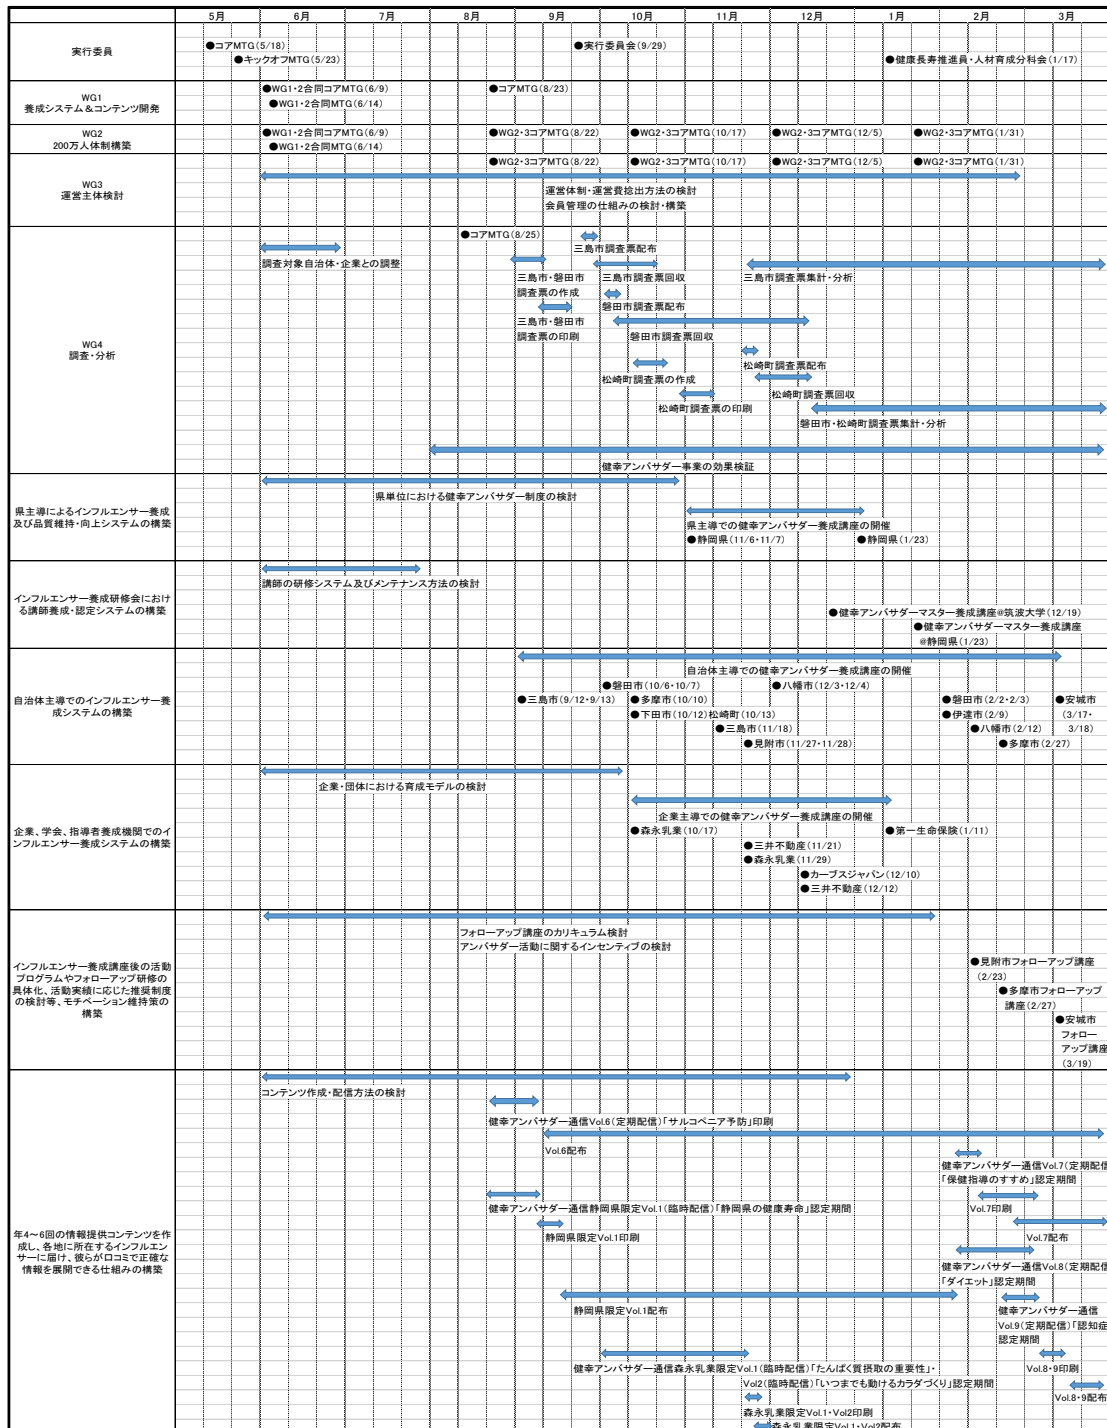 5月 6月 7月 8月 9月 10月 11月 12月 1月 2月 3月
実行委員
●コアMTG(5/18)
●実行委員会(9/29)
●キックオフMTG(5/23)
●健康長寿推進員・人材育成分科会(1/17)
WG1
養成システム&コンテンツ開発
●WG1・2合同コアMTG(6/9)
●コアMTG(8/23)
●WG1・2合同MTG(6/14)
WG2
200万人体制構築
●WG1・2合同コアMTG(6/9)
●WG2・3コアMTG(8/22)
●WG2・3コアMTG(10/17)
●WG2・3コアMTG(12/5)
●WG2・3コアMTG(1/31)
●WG1・2合同MTG(6/14)
WG3
運営主体検討
●WG2・3コアMTG(8/22)
●WG2・3コアMTG(10/17)
●WG2・3コアMTG(12/5)
●WG2・3コアMTG(1/31)
運営体制・運営費捻出方法の検討
会員管理の仕組みの検討・構築
WG4
調査・分析
●コアMTG(8/25)
三島市調査票配布
調査対象自治体・企業との調整
三島市・磐田市
調査票の作成
三島市調査票回収
三島市調査票集計・分析
磐田市調査票配布
三島市・磐田市
調査票の印刷
磐田市調査票回収
松崎町調査票配布
松崎町調査票の作成
松崎町調査票回収
松崎町調査票の印刷
磐田市・松崎町調査票集計・分析
健幸アンバサダー事業の効果検証
県主導によるインフルエンサー養成
及び品質維持・向上システムの構築
県単位における健幸アンバサダー制度の検討
県主導での健幸アンバサダー養成講座の開催
●静岡県(11/6・11/7)
●静岡県(1/23)
インフルエンサー養成研修会におけ
る講師養成・認定システムの構築
講師の研修システム及びメンテナンス方法の検討
●健幸アンバサダーマスター養成講座@筑波大学(12/19)
●健幸アンバサダーマスター養成講座
@静岡県(1/23)
自治体主導でのインフルエンサー養
成システムの構築
自治体主導での健幸アンバサダー養成講座の開催
●磐田市(10/6・10/7)
●八幡市(12/3・12/4)
●三島市(9/12・9/13)
●多摩市(10/10)
●磐田市(2/2・2/3)
●安城市
(3/17・
3/18)
●下田市(10/12)松崎町(10/13)
●伊達市(2/9)
●三島市(11/18)
●八幡市(2/12)
●見附市(11/27・11/28)
●多摩市(2/27)
企業、学会、指導者養成機関でのイ
ンフルエンサー養成システムの構築
企業・団体における育成モデルの検討
企業主導での健幸アンバサダー養成講座の開催
●森永乳業(10/17)
●第一生命保険(1/11)
●三井不動産(11/21)
●森永乳業(11/29)
●カーブスジャパン(12/10)
●三井不動産(12/12)
インフルエンサー養成講座後の活動
プログラムやフォローアップ研修の
具体化、活動実績に応じた推奨制度
の検討等、モチベーション維持策の
構築
フォローアップ講座のカリキュラム検討
アンバサダー活動に関するインセンティブの検討
●見附市フォローアップ講座
(2/23)
●多摩市フォローアップ
講座(2/27)
●安城市
フォロー
アップ講座
(3/19)
年4～6回の情報提供コンテンツを作
成し、各地に所在するインフルエン
サーに届け、彼らが口コミで正確な
情報を展開できる仕組みの構築
コンテンツ作成・配信方法の検討
健幸アンバサダー通信Vol.6(定期配信)「サルコペニア予防」印刷
Vol.6配布
健幸アンバサダー通信Vol.7(定期配信
「保健指導のすすめ」認定期間
健幸アンバサダー通信静岡県限定Vol.1(臨時配信)「静岡県の健康寿命」認定期間
Vol.7印刷
静岡県限定Vol.1印刷
Vol.7配布
健幸アンバサダー通信Vol.8(定期配信
「ダイエット」認定期間
静岡県限定Vol.1配布
健幸アンバサダー通信
Vol.9(定期配信)「認知症
認定期間
健幸アンバサダー通信森永乳業限定Vol.1(臨時配信)「たんぱく質摂取の重要性」・
Vol2(臨時配信)「いつまでも動けるカラダづくり」認定期間
Vol.8・9印刷
Vol.8・9配布
森永乳業限定Vol.1・Vol2印刷
森永乳業限定Vol.1・Vol2配布